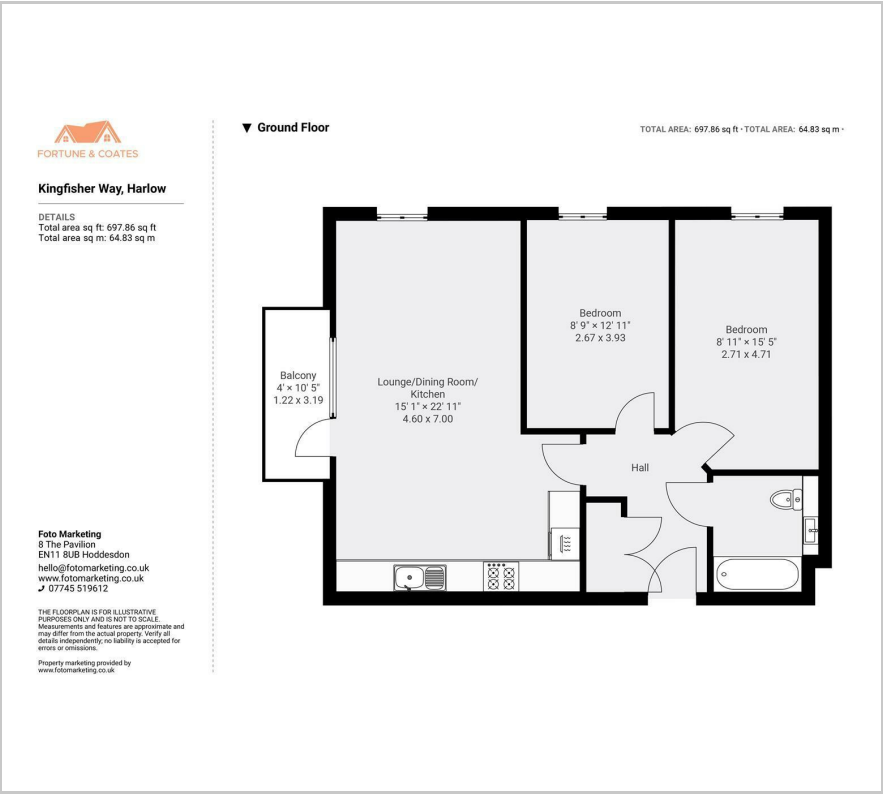 FORTUNE & COATES
Kingfisher Way, Harlow
DETAILS
Total area sq ft: 697.86 sq ft
Total area sq m: 64.83 sq m
▼ Ground Floor
TOTAL AREA: 697.86 sq ft · TOTAL AREA: 64.83 sq m ·
Balcony
4' × 10' 5"
1.22 x 3.19
Lounge/Dining Room/
Kitchen
15' 1" × 22' 11"
4.60 x 7.00
Bedroom
8' 9" × 12' 11"
2.67 x 3.93
Bedroom
8' 11" × 15' 5"
2.71 x 4.71
Hall
Foto Marketing
8 The Pavilion
EN11 8UB Hoddesdon
hello@fotomarketing.co.uk
www.fotomarketing.co.uk
07745 519612
THE FLOORPLAN IS FOR ILLUSTRATIVE
PURPOSES ONLY AND IS NOT TO SCALE.
Measurements and features are approximate and
may differ from the actual property. Verify all
details independently; no liability is accepted for
errors or omissions.
Property marketing provided by
www.fotomarketing.co.uk